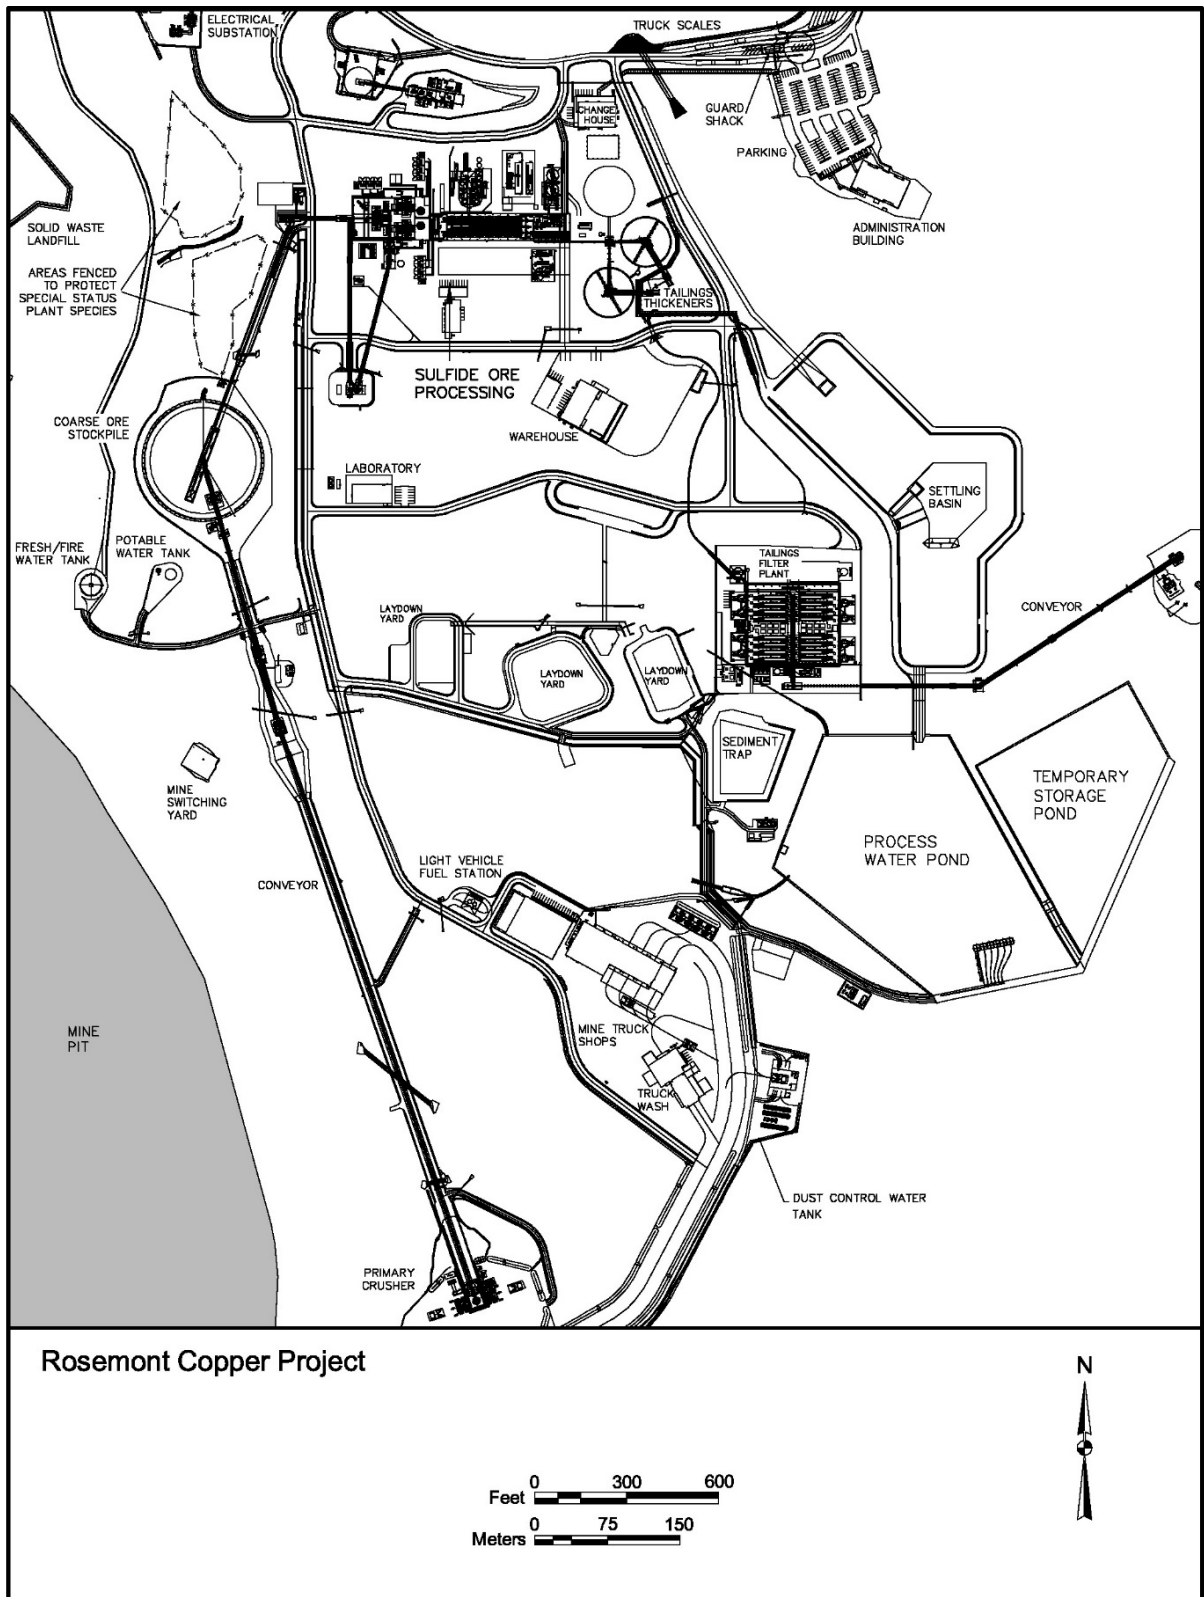 ELECTRICAL
SUBSTATION
TRUCK SCALES
CHANGE
HOUSE
GUARD
SHACK
PARKING
ADMINISTRATION
BUILDING
SOLID WASTE
LANDFILL
AREAS FENCED
TO PROTECT
SPECIAL STATUS
PLANT SPECIES
TAILINGS
THICKENERS
SULFIDE ORE
PROCESSING
COARSE ORE
STOCKPILE
WAREHOUSE
LABORATORY
SETTLING
BASIN
FRESH/FIRE
WATER TANK
POTABLE
WATER TANK
TAILINGS
FILTER
PLANT
CONVEYOR
LAYDOWN
YARD
LAYDOWN
YARD
LAYDOWN
YARD
SEDIMENT
TRAP
TEMPORARY
STORAGE
POND
MINE
SWITCHING
YARD
PROCESS
WATER POND
LIGHT VEHICLE
FUEL STATION
CONVEYOR
MINE
PIT
MINE TRUCK
SHOPS
TRUCK
WASH
DUST CONTROL WATER
TANK
PRIMARY
CRUSHER
Rosemont Copper Project
N
0 300 600
Feet
0 75 150
Meters